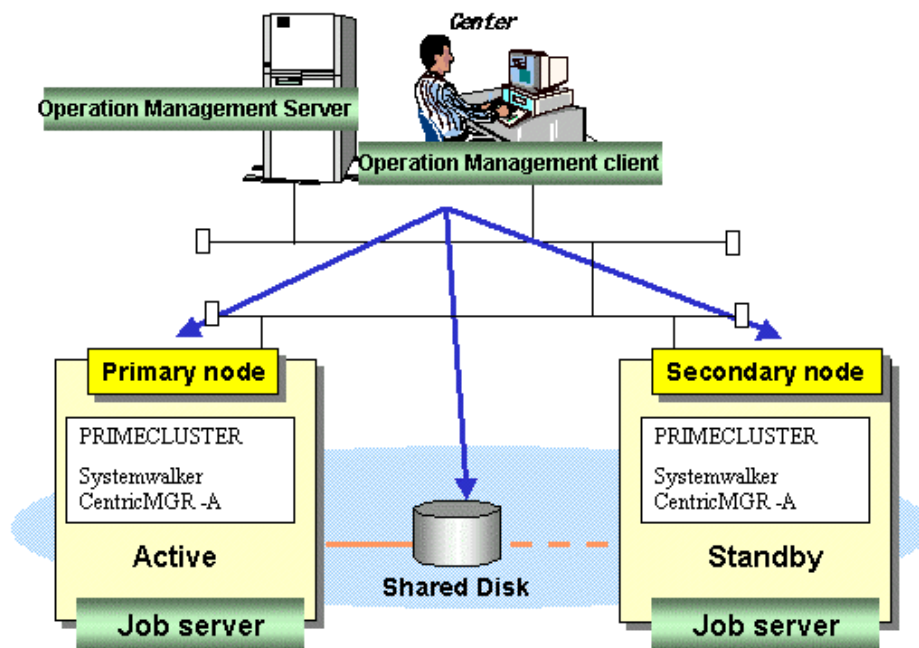 Center
Operation Management Server
Operation Management client
Primary node
Secondary node
PRIMECLUSTER
Systemwalker
CentricMGR -A
PRIMECLUSTER
Systemwalker
CentricMGR -A
Active
Shared Disk
Standby
Job server
Job server